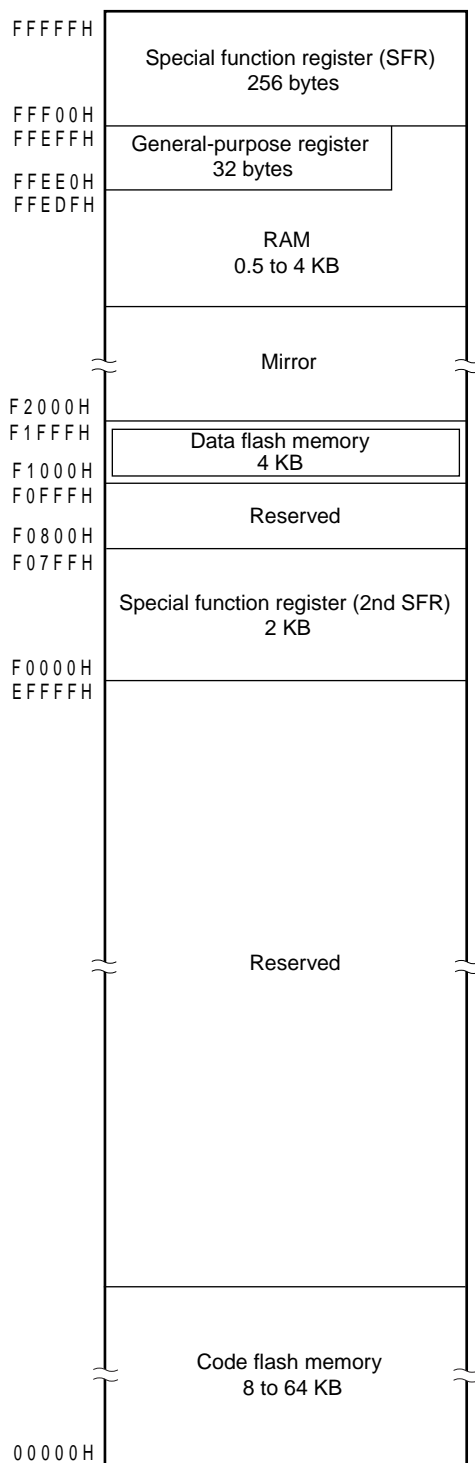 FFFFFH
Special function register (SFR)
256 bytes
FFF00H
FFEFFH
General-purpose register
32 bytes
FFEE0H
FFEDFH
RAM
0.5 to 4 KB
Mirror
F2000H
F1FFFH
Data flash memory
4 KB
F1000H
F0FFFH
Reserved
F0800H
F07FFH
Special function register (2nd SFR)
2 KB
F0000H
EFFFFH
Reserved
Code flash memory
8 to 64 KB
00000H